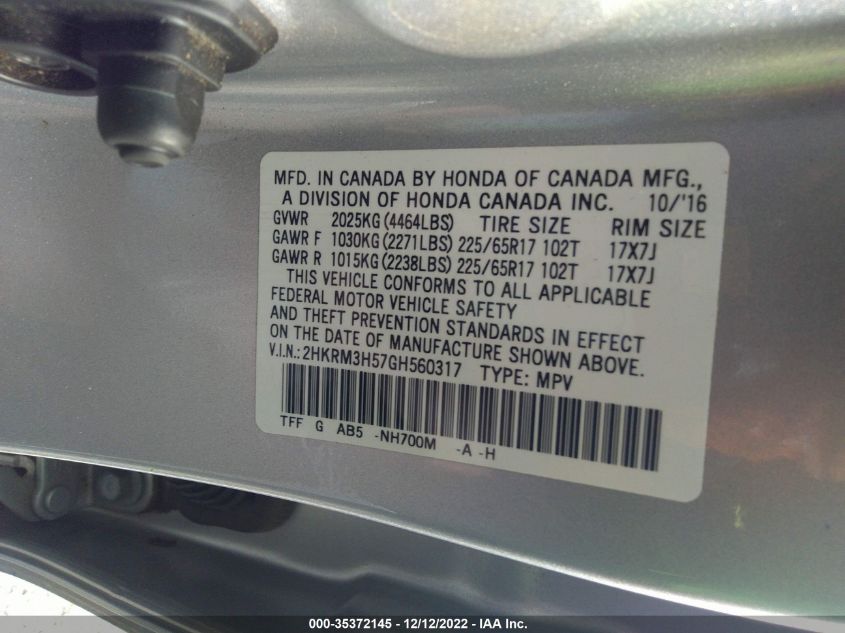 MFD. IN CANADA BY HONDA OF CANADA MFG.,
A DIVISION OF HONDA CANADA INC. 10/'16
GVWR 2025KG (4464LBS) TIRE SIZE RIM SIZE
GAWR F 1030KG (2271LBS) 225/65R17 102T 17X7J
GAWR R 1015KG (2238LBS) 225/65R17 102T 17X7J
THIS VEHICLE CONFORMS TO ALL APPLICABLE
FEDERAL MOTOR VEHICLE SAFETY
AND THEFT PREVENTION STANDARDS IN EFFECT
ON THE DATE OF MANUFACTURE SHOWN ABOVE.
V.I.N.: 2HKRM3H57GH560317 TYPE: MPV
TFF G AB5 -NH700M -A -H
000-35372145 - 12/12/2022 - IAA Inc.